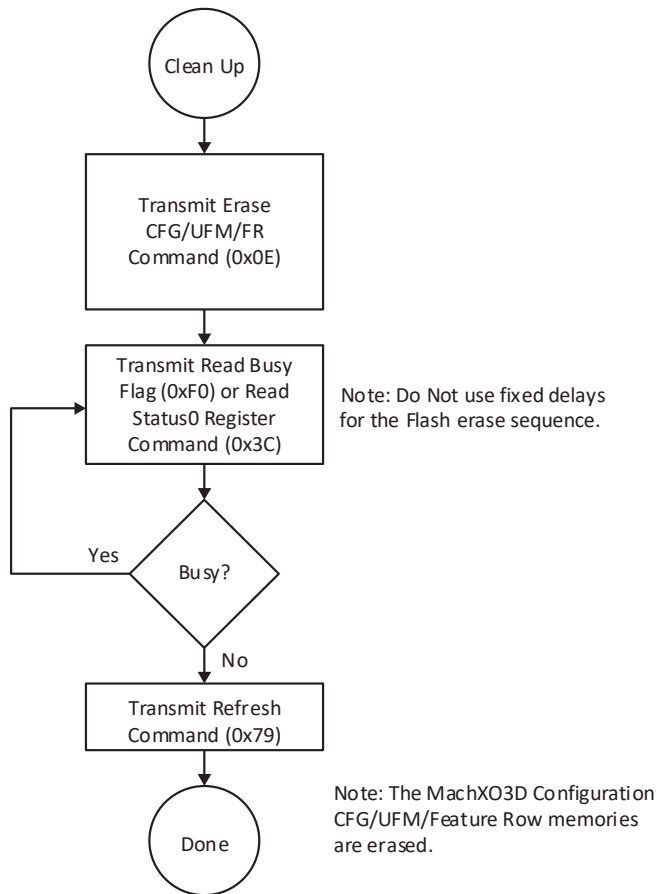 Clean Up
Transmit Erase
CFG/UFM/FR
Command (0x0E)
Transmit Read Busy
Flag (0xF0) or Read
Status0 Register
Command (0x3C)
Note: Do Not use fixed delays
for the Flash erase sequence.
Yes
Busy?
No
Transmit Refresh
Command (0x79)
Done
Note: The MachXO3D Configuration
CFG/UFM/Feature Row memories
are erased.